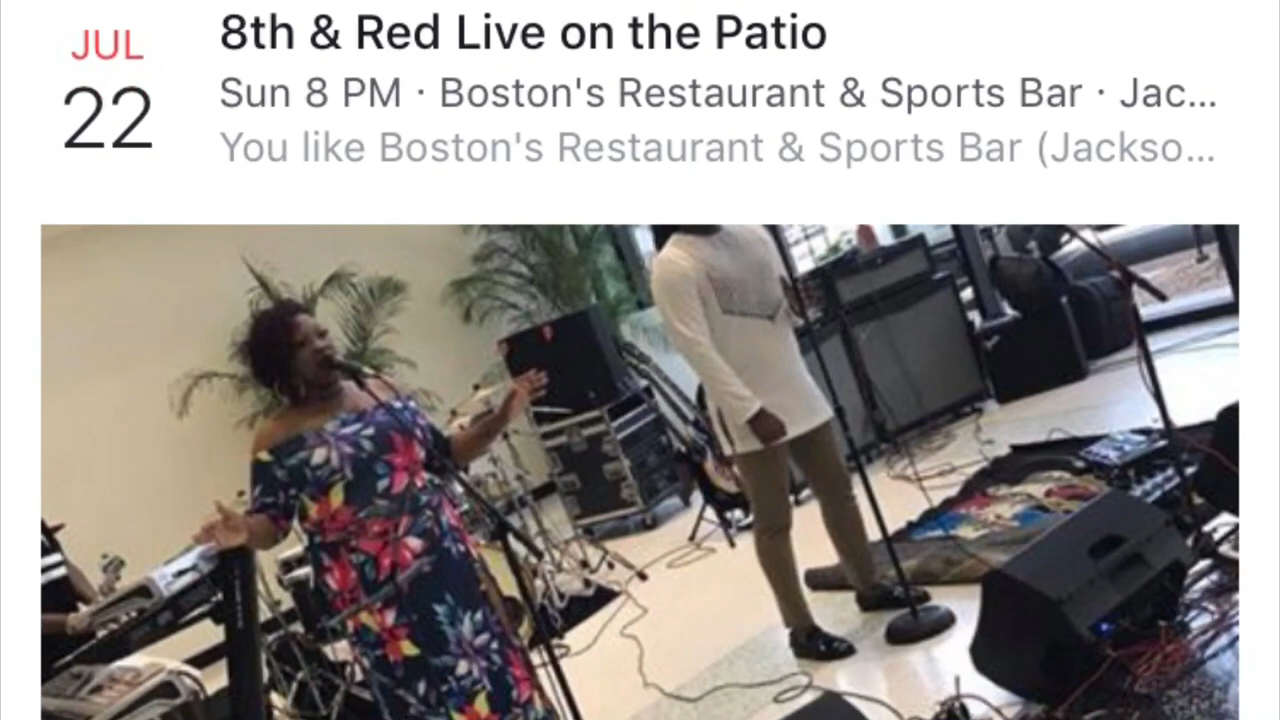 JUL
22
8th & Red Live on the Patio
Sun 8 PM · Boston's Restaurant & Sports Bar · Jac...
You like Boston's Restaurant & Sports Bar (Jackso...